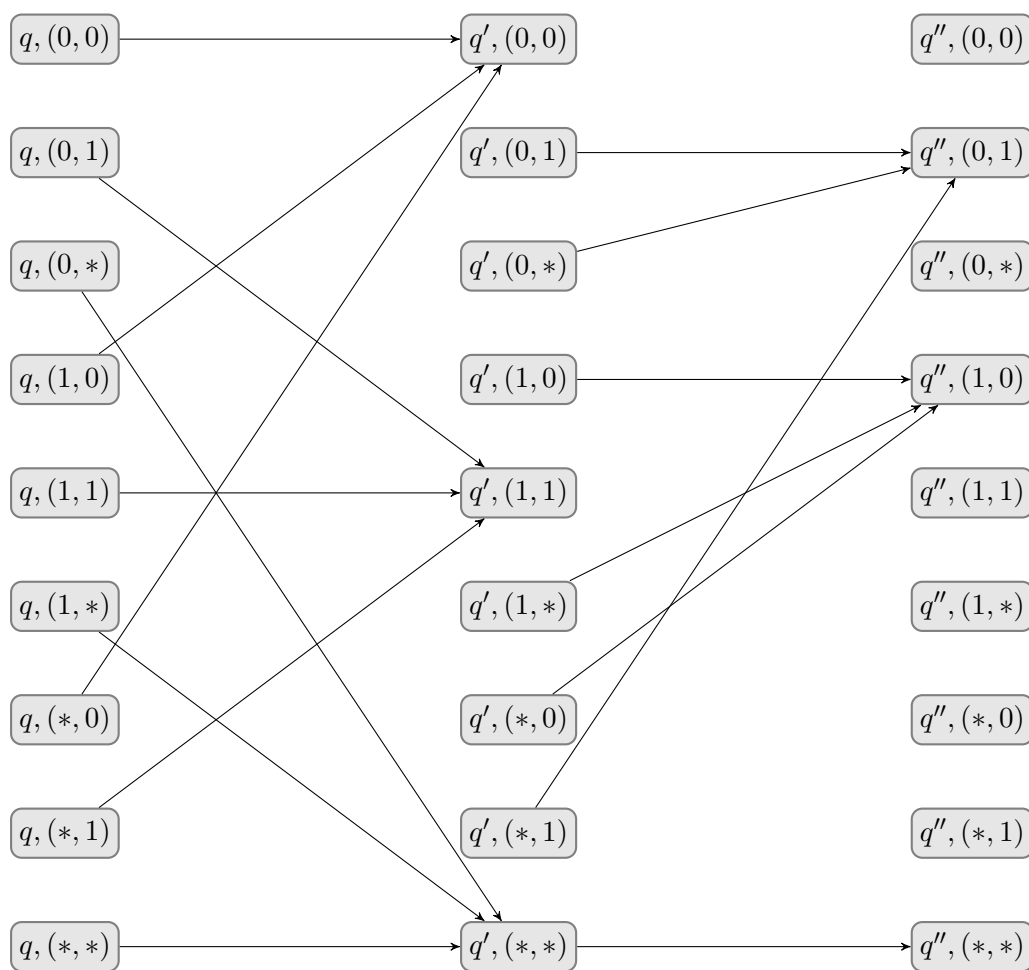 q, (0, 0) q′, (0, 0) q″, (0, 0)
q, (0, 1) q′, (0, 1) q″, (0, 1)
q, (0, ∗) q′, (0, ∗) q″, (0, ∗)
q, (1, 0) q′, (1, 0) q″, (1, 0)
q, (1, 1) q′, (1, 1) q″, (1, 1)
q, (1, ∗) q′, (1, ∗) q″, (1, ∗)
q, (∗, 0) q′, (∗, 0) q″, (∗, 0)
q, (∗, 1) q′, (∗, 1) q″, (∗, 1)
q, (∗, ∗) q′, (∗, ∗) q″, (∗, ∗)